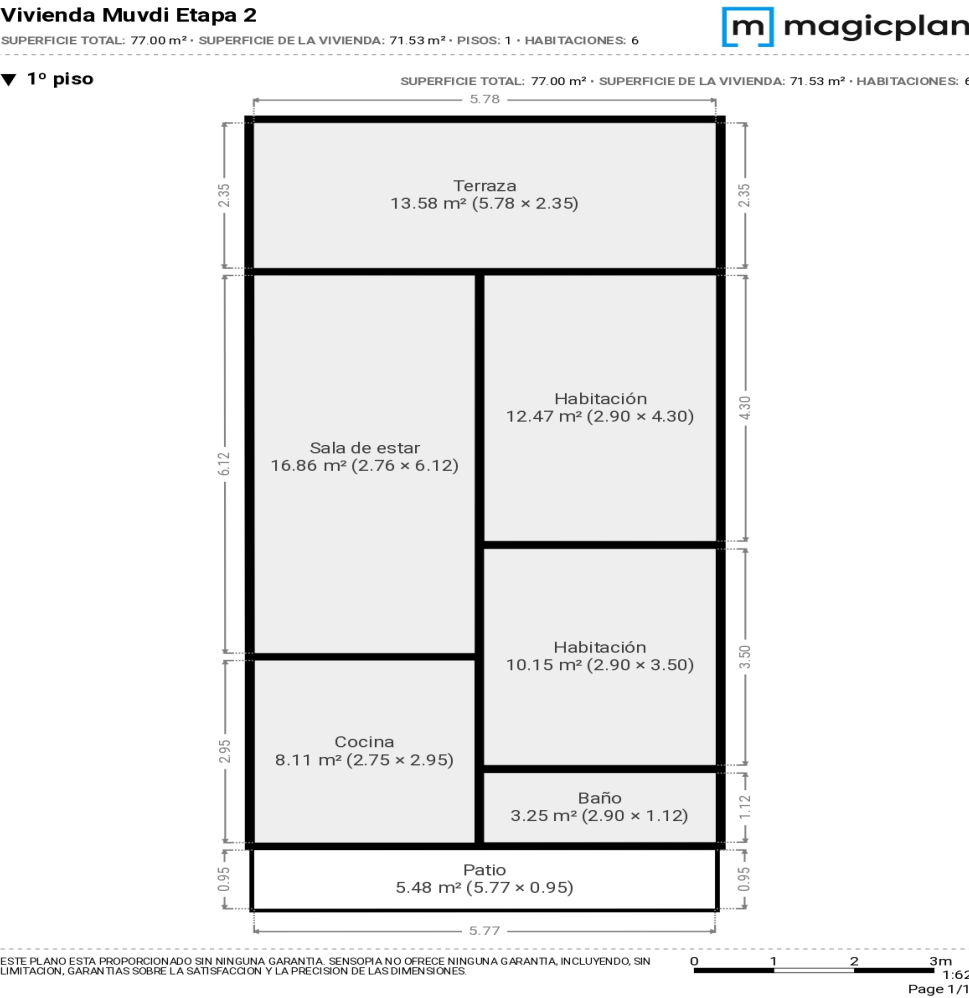 Vivienda Muvdi Etapa 2
SUPERFICIE TOTAL: 77.00 m² · SUPERFICIE DE LA VIVIENDA: 71.53 m² · PISOS: 1 · HABITACIONES: 6
m magicplan
▼ 1º piso
SUPERFICIE TOTAL: 77.00 m² · SUPERFICIE DE LA VIVIENDA: 71.53 m² · HABITACIONES: 6
5.78
2.35
Terraza
13.58 m² (5.78 × 2.35)
2.35
6.12
Sala de estar
16.86 m² (2.76 × 6.12)
Habitación
12.47 m² (2.90 × 4.30)
4.30
Habitación
10.15 m² (2.90 × 3.50)
3.50
2.95
Cocina
8.11 m² (2.75 × 2.95)
Baño
3.25 m² (2.90 × 1.12)
1.12
0.95
Patio
5.48 m² (5.77 × 0.95)
0.95
5.77
ESTE PLANO ESTA PROPORCIONADO SIN NINGUNA GARANTIA. SENSOPIA NO OFRECE NINGUNA GARANTIA, INCLUYENDO, SIN
LIMITACION, GARANTIAS SOBRE LA SATISFACCION Y LA PRECISION DE LAS DIMENSIONES.
0 1 2 3m
1:62
Page 1/1